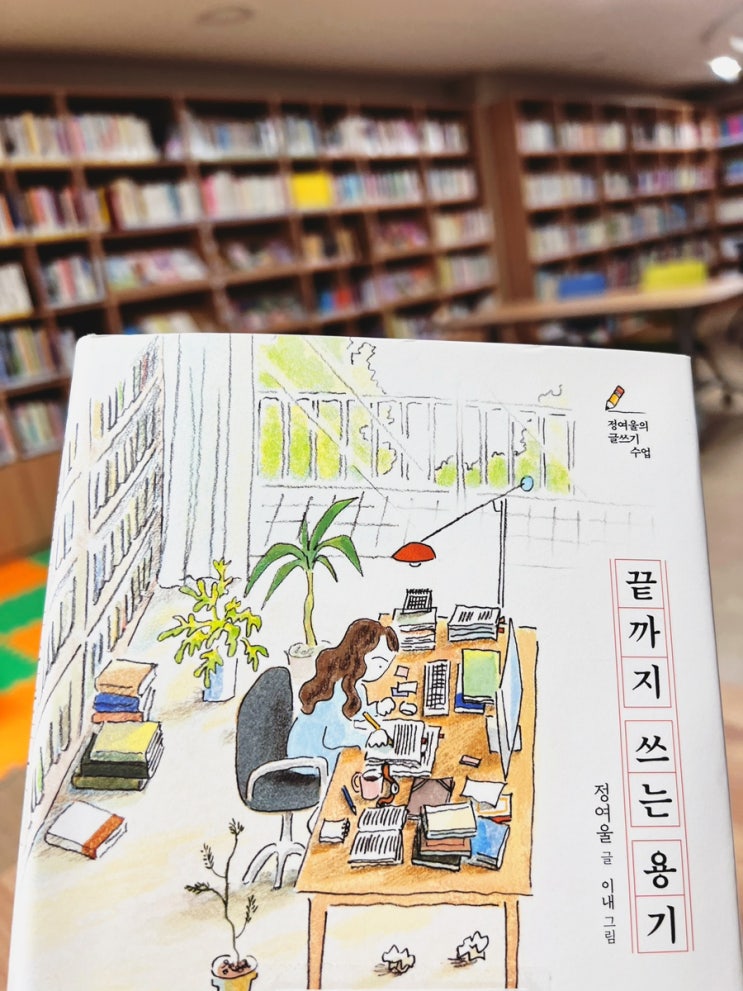 정여울의
글쓰기
수업
끝까지 쓰는 용기
정여울 글 이내 그림